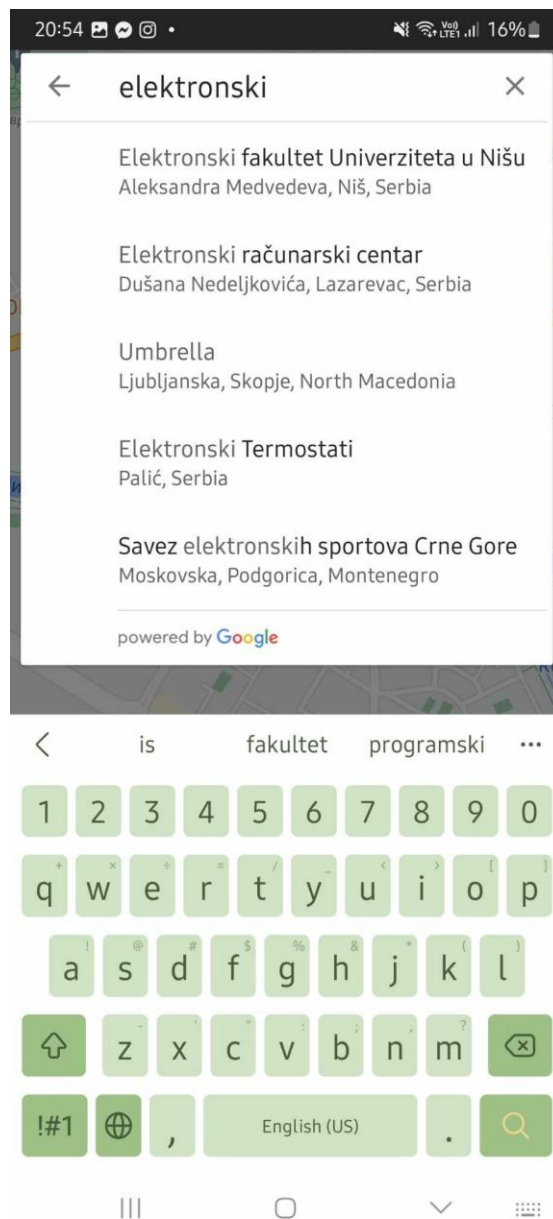 20:54
Vo)) LTE1 16%
elektronski
Elektronski fakultet Univerziteta u Nišu
Aleksandra Medvedeva, Niš, Serbia
Elektronski računarski centar
Dušana Nedeljkovića, Lazarevac, Serbia
Umbrella
Ljubljanska, Skopje, North Macedonia
Elektronski Termostati
Palić, Serbia
Savez elektronskih sportova Crne Gore
Moskovska, Podgorica, Montenegro
powered by Google
is fakultet programski
1 2 3 4 5 6 7 8 9 0
q w e r t y u i o p
a s d f g h j k l
z x c v b n m
!#1 , English (US) .